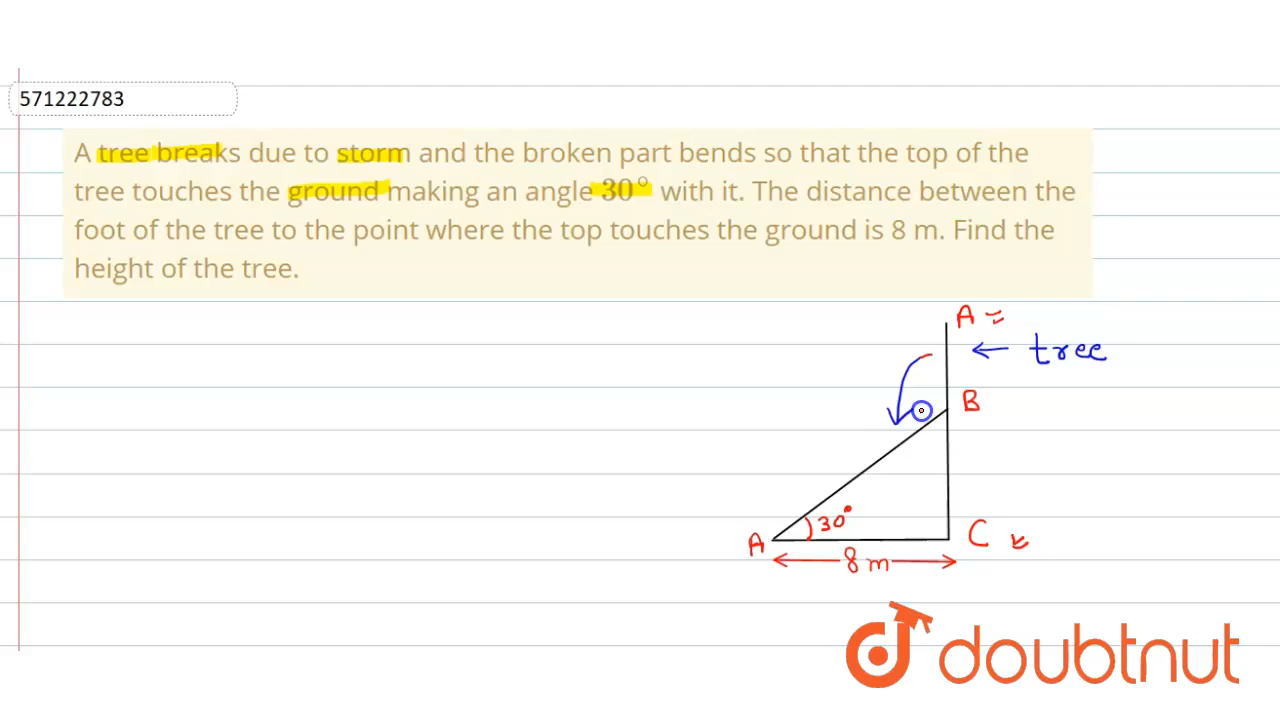 571222783
A tree breaks due to storm and the broken part bends so that the top of the
tree touches the ground making an angle 30° with it. The distance between the
foot of the tree to the point where the top touches the ground is 8 m. Find the
height of the tree.
A
← tree
B
30°
A
C
8 m
doubtnut